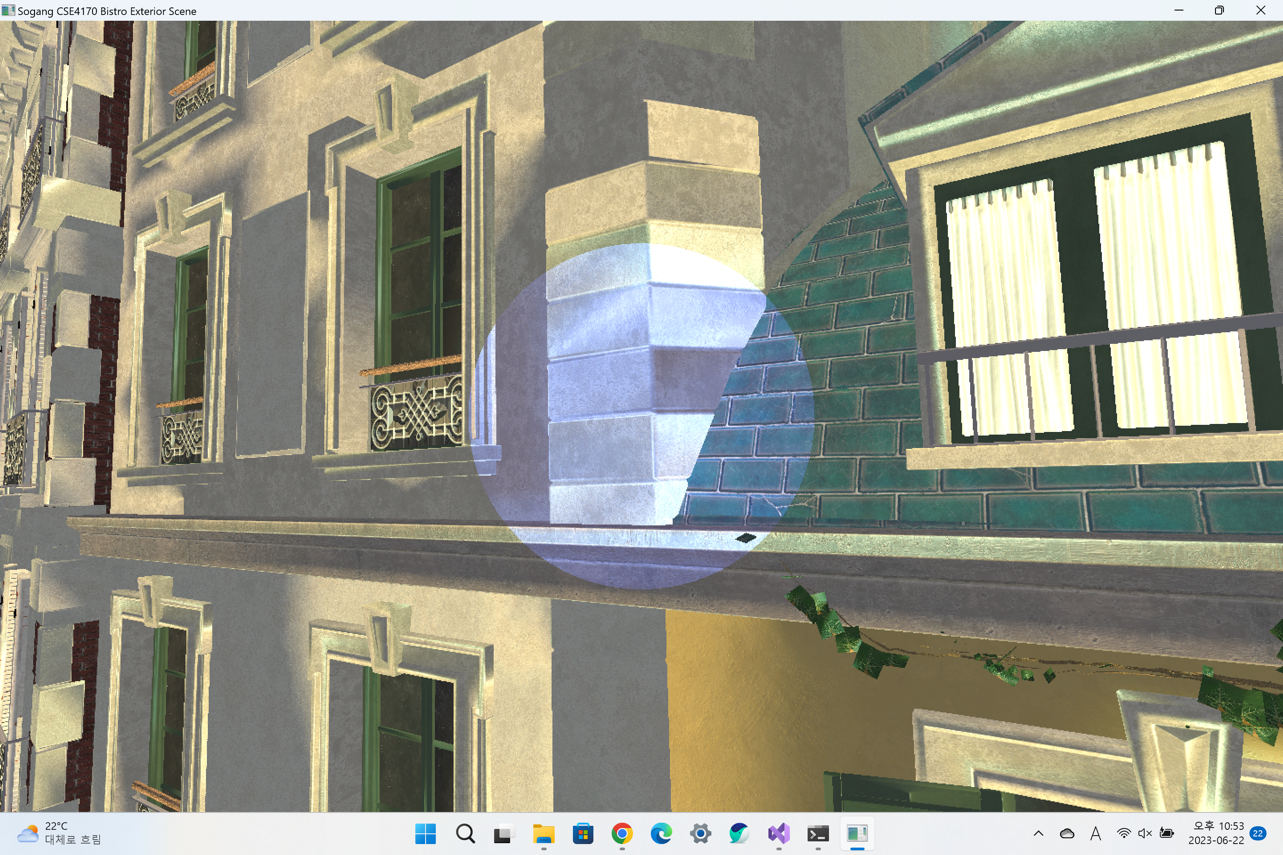 Sogang CSE4170 Bistro Exterior Scene
22°C
대체로 흐림
A
오후 10:53
2023-06-22
22